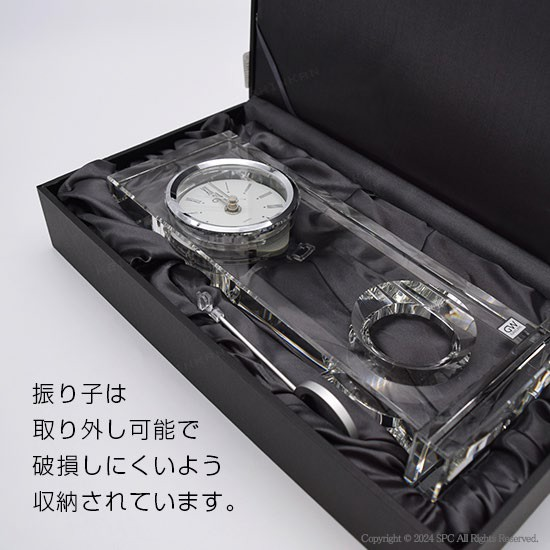 GW
振り子は
取り外し可能で
破損しにくいよう
収納されています。
Copyright © 2024 SPC All Rights Reserved.